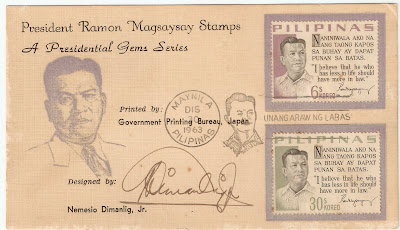 President Ramon Magsaysay Stamps
A Presidential Gems Series
Printed by:
Government Printing Bureau, Japan
MAYNILA
DIS
1963
PILIPINAS
Designed by:
Nemesio Dimanlig, Jr.
PILIPINAS
NANINIWALA AKO NA
ANG TAONG KAPOS
SA BUHAY AY DAPAT
PUNAN SA BATAS.
"I believe that he who
has less in life should
have more in law."
6s KOREO
UNANG ARAW NG LABAS
PILIPINAS
NANINIWALA AKO NA
ANG TAONG KAPOS
SA BUHAY AY DAPAT
PUNAN SA BATAS.
"I believe that he who
has less in life should
have more in law."
30s KOREO